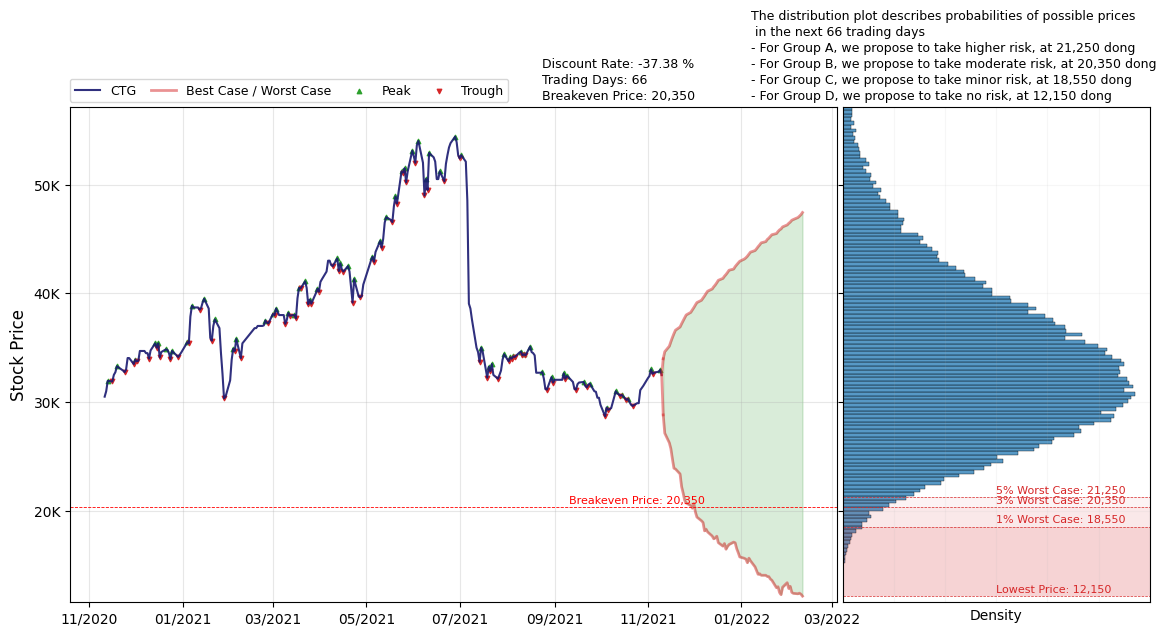 The distribution plot describes probabilities of possible prices
in the next 66 trading days
- For Group A, we propose to take higher risk, at 21,250 dong
- For Group B, we propose to take moderate risk, at 20,350 dong
- For Group C, we propose to take minor risk, at 18,550 dong
- For Group D, we propose to take no risk, at 12,150 dong
Discount Rate: -37.38 %
Trading Days: 66
Breakeven Price: 20,350
CTG
Best Case / Worst Case
Peak
Trough
Stock Price
50K
40K
30K
20K
Breakeven Price: 20,350
11/2020
01/2021
03/2021
05/2021
07/2021
09/2021
11/2021
01/2022
03/2022
5% Worst Case: 21,250
3% Worst Case: 20,350
1% Worst Case: 18,550
Lowest Price: 12,150
Density